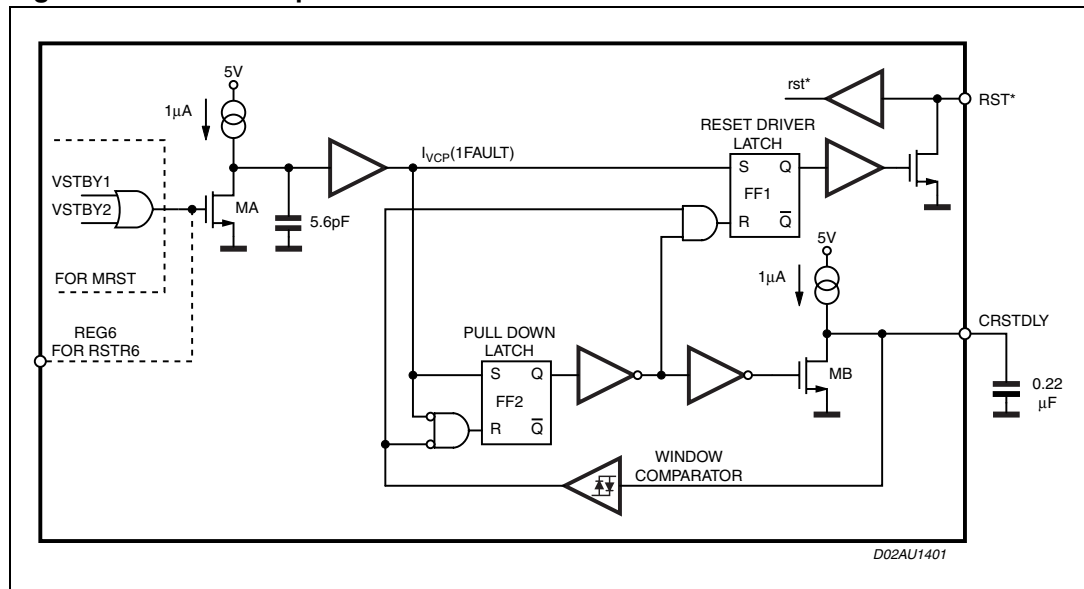 5V
1µA
rst*
RST*
RESET DRIVER
LATCH
I VCP(1FAULT)
S Q
FF1
R Q̅
VSTBY1
VSTBY2
MA
5.6pF
FOR MRST
5V
1µA
CRSTDLY
REG6
FOR RSTR6
PULL DOWN
LATCH
S Q
FF2
R Q̅
MB
0.22
µF
WINDOW
COMPARATOR
D02AU1401